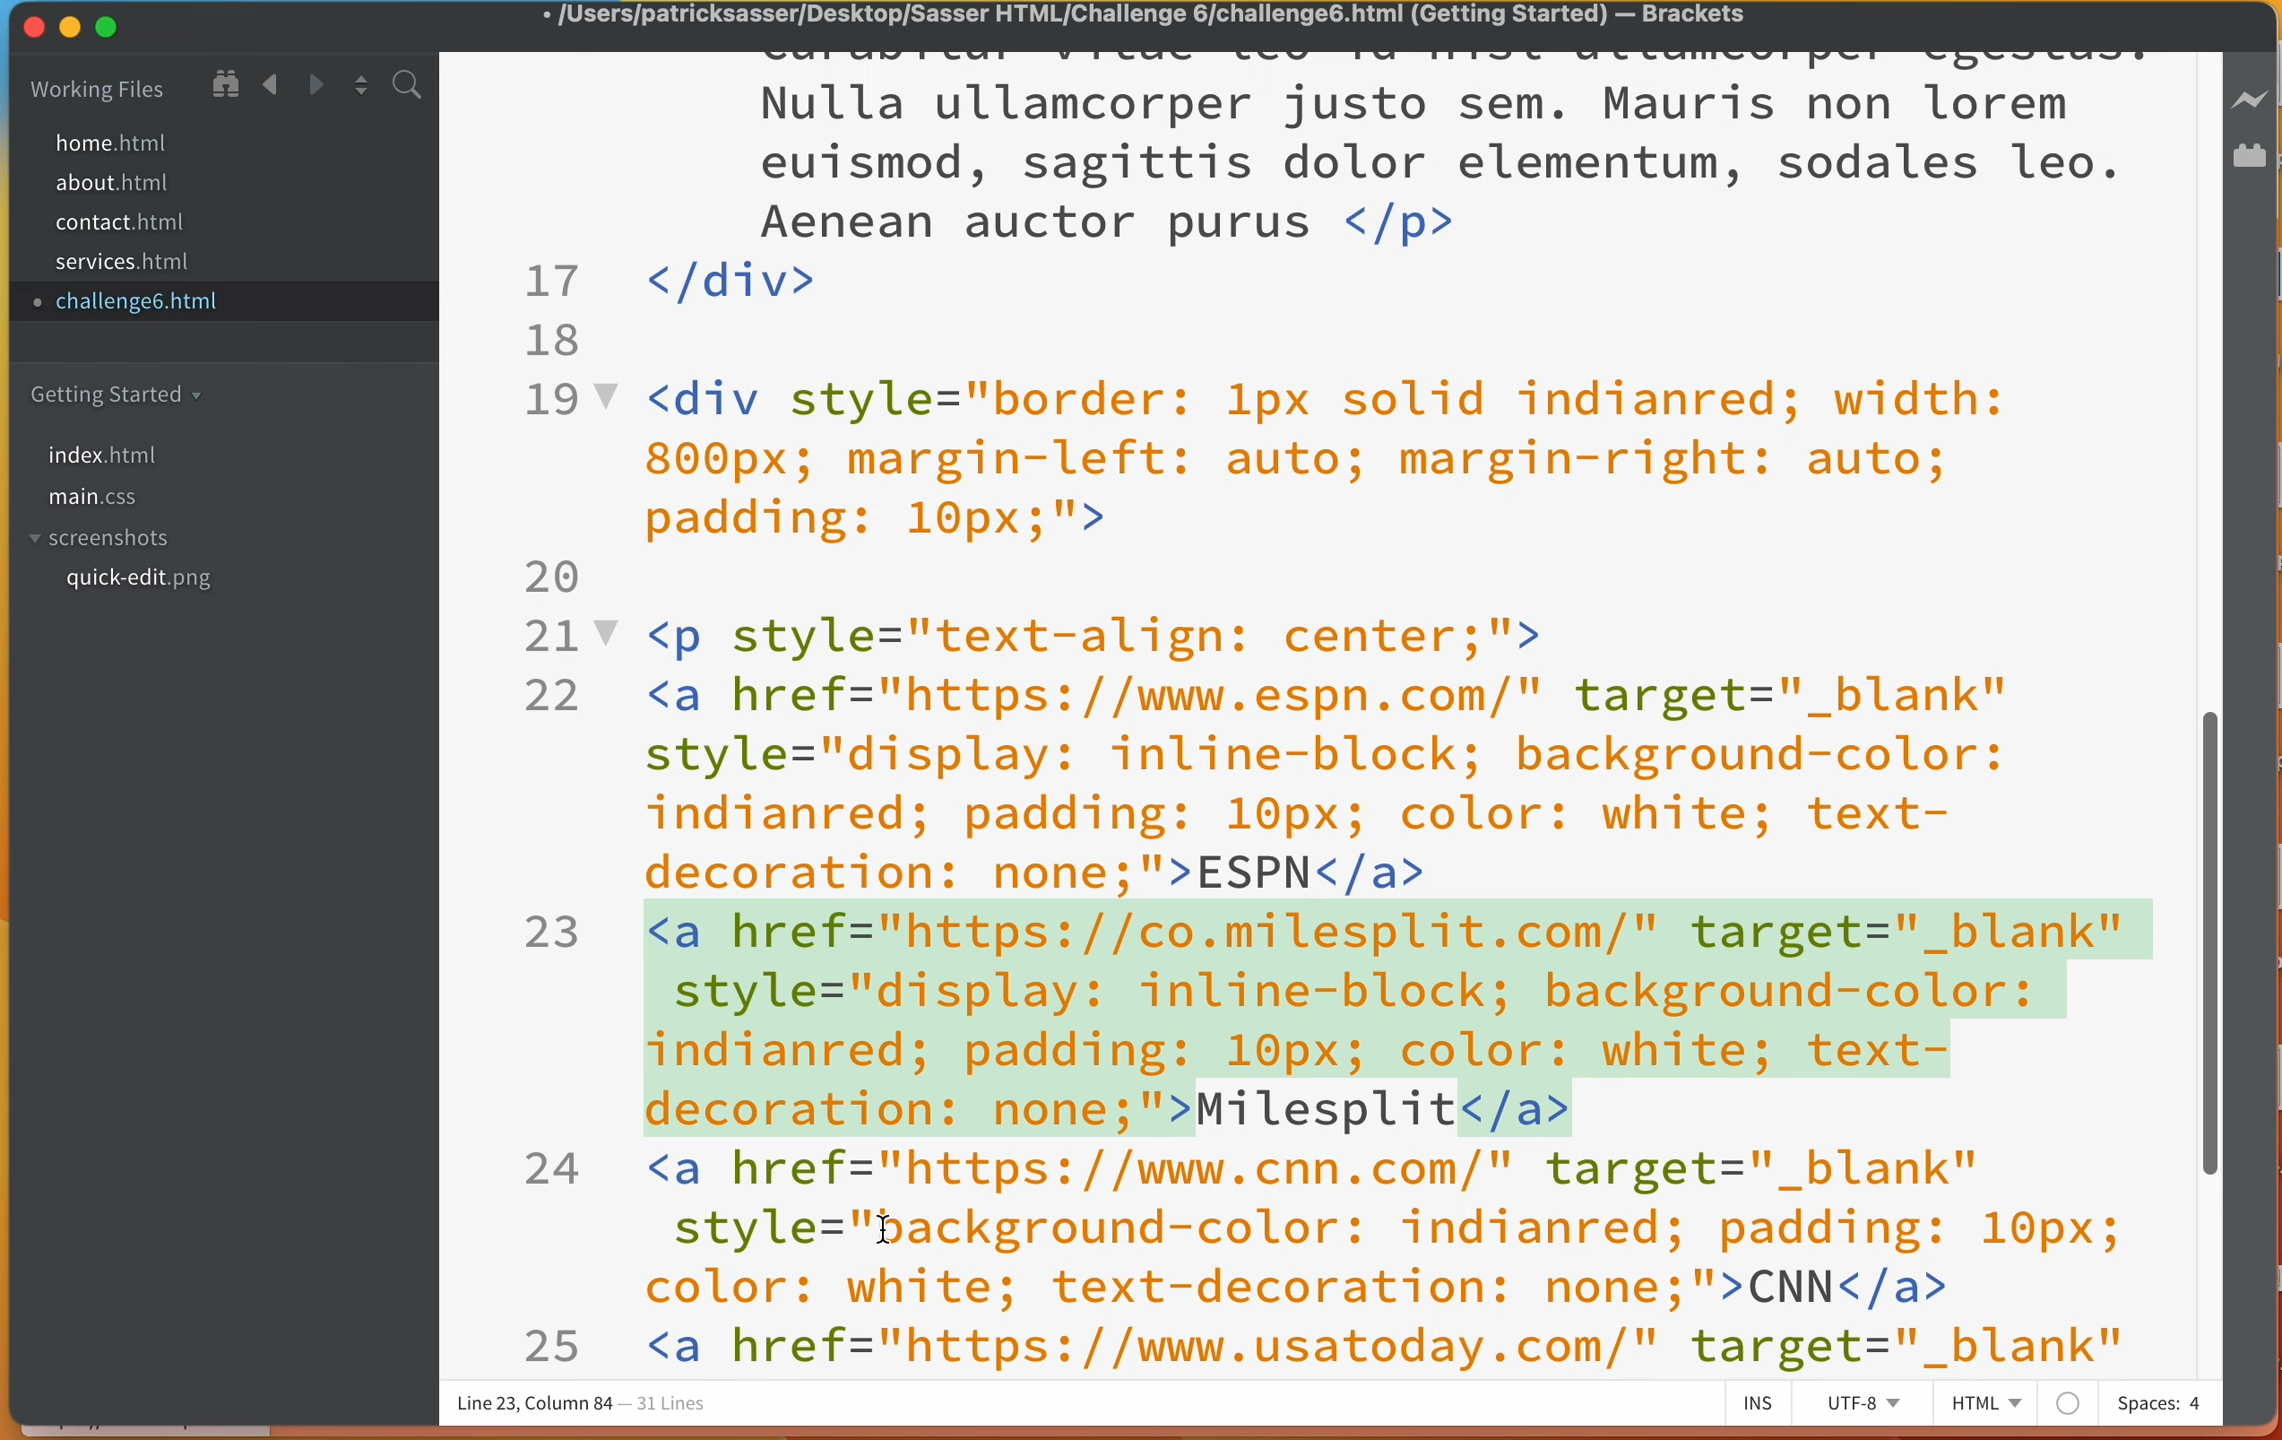 • /Users/patricksasser/Desktop/Sasser HTML/Challenge 6/challenge6.html (Getting Started) — Brackets
Working Files
home.html
about.html
contact.html
services.html
• challenge6.html
Getting Started
index.html
main.css
screenshots
quick-edit.png
Curabitur vitae leo id nisl ullamcorper egestas.
Nulla ullamcorper justo sem. Mauris non lorem
euismod, sagittis dolor elementum, sodales leo.
Aenean auctor purus </p>
17 </div>
18
19 <div style="border: 1px solid indianred; width:
800px; margin-left: auto; margin-right: auto;
padding: 10px;">
20
21 <p style="text-align: center;">
22 <a href="https://www.espn.com/" target="_blank"
style="display: inline-block; background-color:
indianred; padding: 10px; color: white; text-
decoration: none;">ESPN</a>
23 <a href="https://co.milesplit.com/" target="_blank"
style="display: inline-block; background-color:
indianred; padding: 10px; color: white; text-
decoration: none;">Milesplit</a>
24 <a href="https://www.cnn.com/" target="_blank"
style="background-color: indianred; padding: 10px;
color: white; text-decoration: none;">CNN</a>
25 <a href="https://www.usatoday.com/" target="_blank"
Line 23, Column 84 — 31 Lines
INS
UTF-8
HTML
Spaces: 4